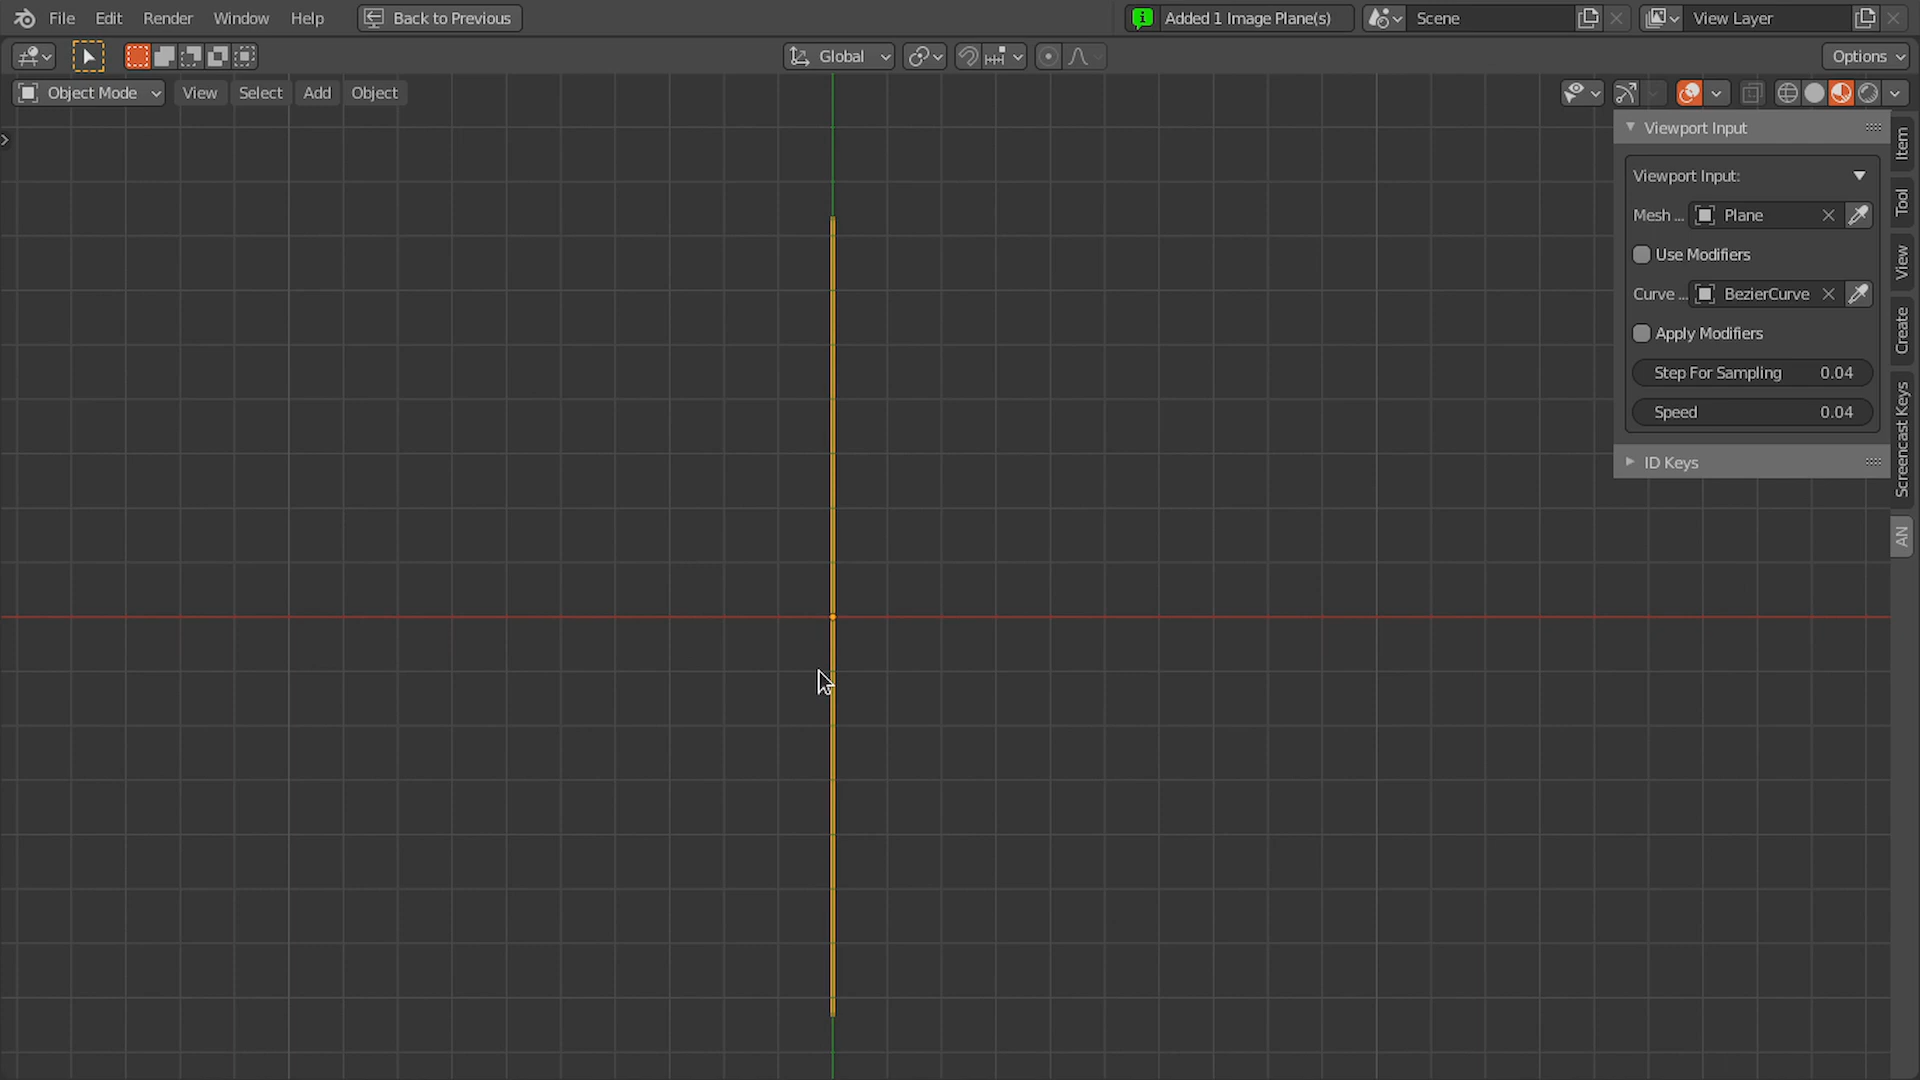 File Edit Render Window Help Back to Previous Added 1 Image Plane(s) Scene View Layer
Global Options
Object Mode View Select Add Object
Viewport Input
Viewport Input:
Mesh ... Plane
Use Modifiers
Curve ... BezierCurve
Apply Modifiers
Step For Sampling 0.04
Speed 0.04
ID Keys
Item
Tool
View
Create
Screencast Keys
AN